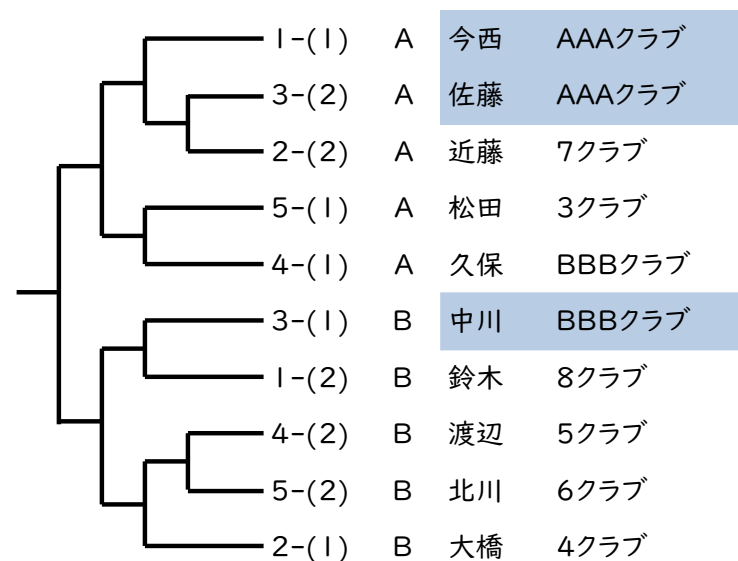 1-(1) A 今西 AAAクラブ
3-(2) A 佐藤 AAAクラブ
2-(2) A 近藤 7クラブ
5-(1) A 松田 3クラブ
4-(1) A 久保 BBBクラブ
3-(1) B 中川 BBBクラブ
1-(2) B 鈴木 8クラブ
4-(2) B 渡辺 5クラブ
5-(2) B 北川 6クラブ
2-(1) B 大橋 4クラブ